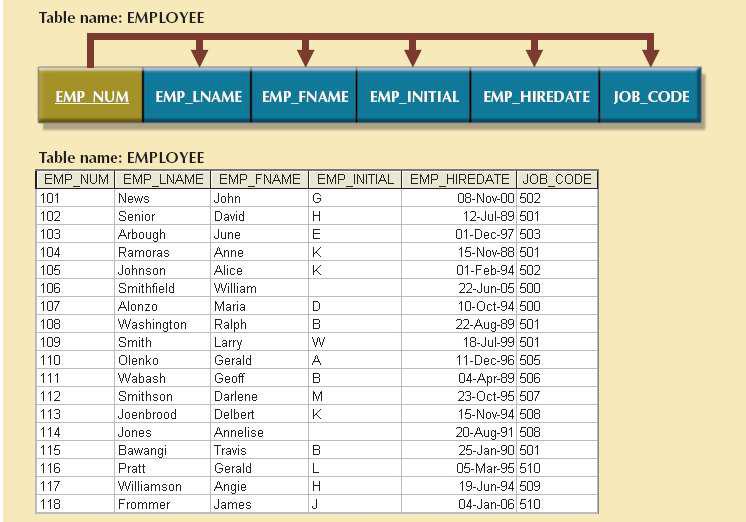 Table name: EMPLOYEE
EMP_NUM EMP_LNAME EMP_FNAME EMP_INITIAL EMP_HIREDATE JOB_CODE
Table name: EMPLOYEE
EMP_NUM EMP_LNAME EMP_FNAME EMP_INITIAL EMP_HIREDATE JOB_CODE
101 News John G 08-Nov-00 502
102 Senior David H 12-Jul-89 501
103 Arbough June E 01-Dec-97 503
104 Ramoras Anne K 15-Nov-88 501
105 Johnson Alice K 01-Feb-94 502
106 Smithfield William 22-Jun-05 500
107 Alonzo Maria D 10-Oct-94 500
108 Washington Ralph B 22-Aug-89 501
109 Smith Larry W 18-Jul-99 501
110 Olenko Gerald A 11-Dec-96 505
111 Wabash Geoff B 04-Apr-89 506
112 Smithson Darlene M 23-Oct-95 507
113 Joenbrood Delbert K 15-Nov-94 508
114 Jones Annelise 20-Aug-91 508
115 Bawangi Travis B 25-Jan-90 501
116 Pratt Gerald L 05-Mar-95 510
117 Williamson Angie H 19-Jun-94 509
118 Frommer James J 04-Jan-06 510